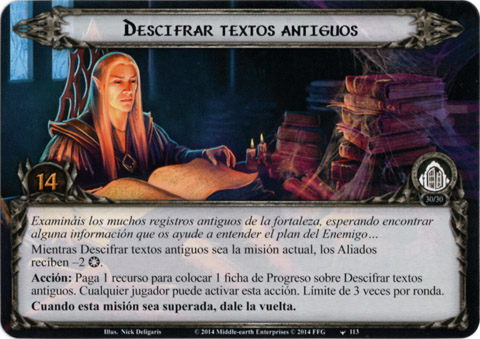 Descifrar textos antiguos
14
30/30
Examináis los muchos registros antiguos de la fortaleza, esperando encontrar
alguna información que os ayude a entender el plan del Enemigo…
Mientras Descifrar textos antiguos sea la misión actual, los Aliados
reciben –2
Acción: Paga 1 recurso para colocar 1 ficha de Progreso sobre Descifrar textos
antiguos. Cualquier jugador puede activar esta acción. Límite de 3 veces por ronda.
Cuando esta misión sea superada, dale la vuelta.
Illus. Nick Deligaris © 2014 Middle-earth Enterprises © 2014 FFG 113